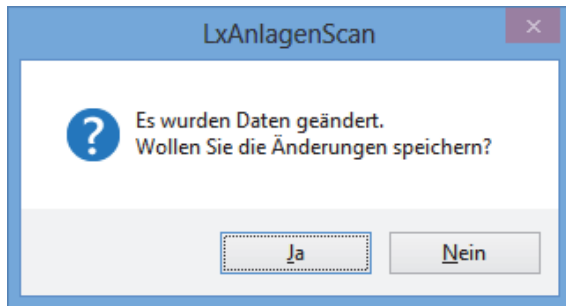 LxAnlagenScan
Es wurden Daten geändert.
Wollen Sie die Änderungen speichern?
Ja
Nein